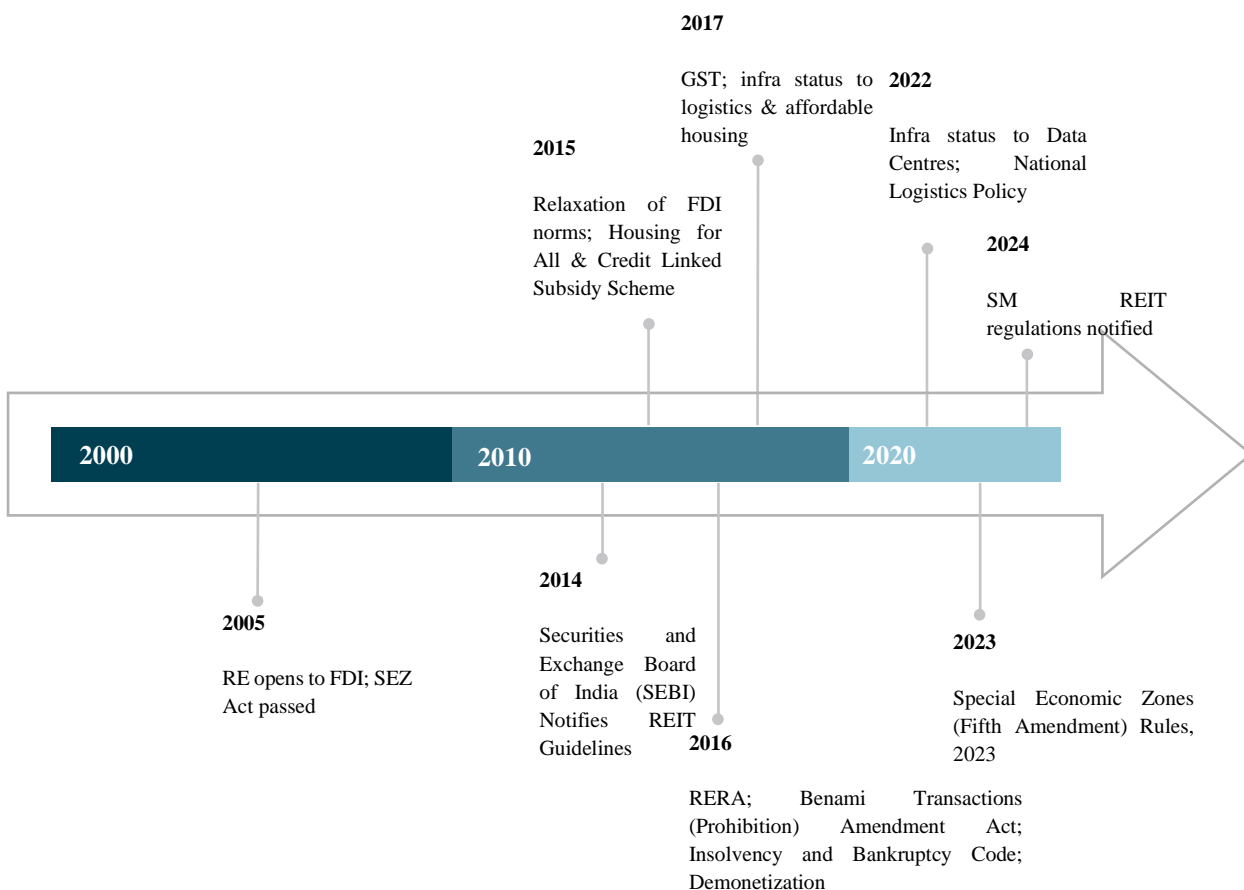 2017
GST; infra status to
logistics & affordable
housing
2022
Infra status to Data
Centres; National
Logistics Policy
2015
Relaxation of FDI
norms; Housing for
All & Credit Linked
Subsidy Scheme
2024
SM REIT
regulations notified
2000
2010
2020
2005
RE opens to FDI; SEZ
Act passed
2014
Securities and
Exchange Board
of India (SEBI)
Notifies REIT
Guidelines
2016
RERA; Benami Transactions
(Prohibition) Amendment Act;
Insolvency and Bankruptcy Code;
Demonetization
2023
Special Economic Zones
(Fifth Amendment) Rules,
2023